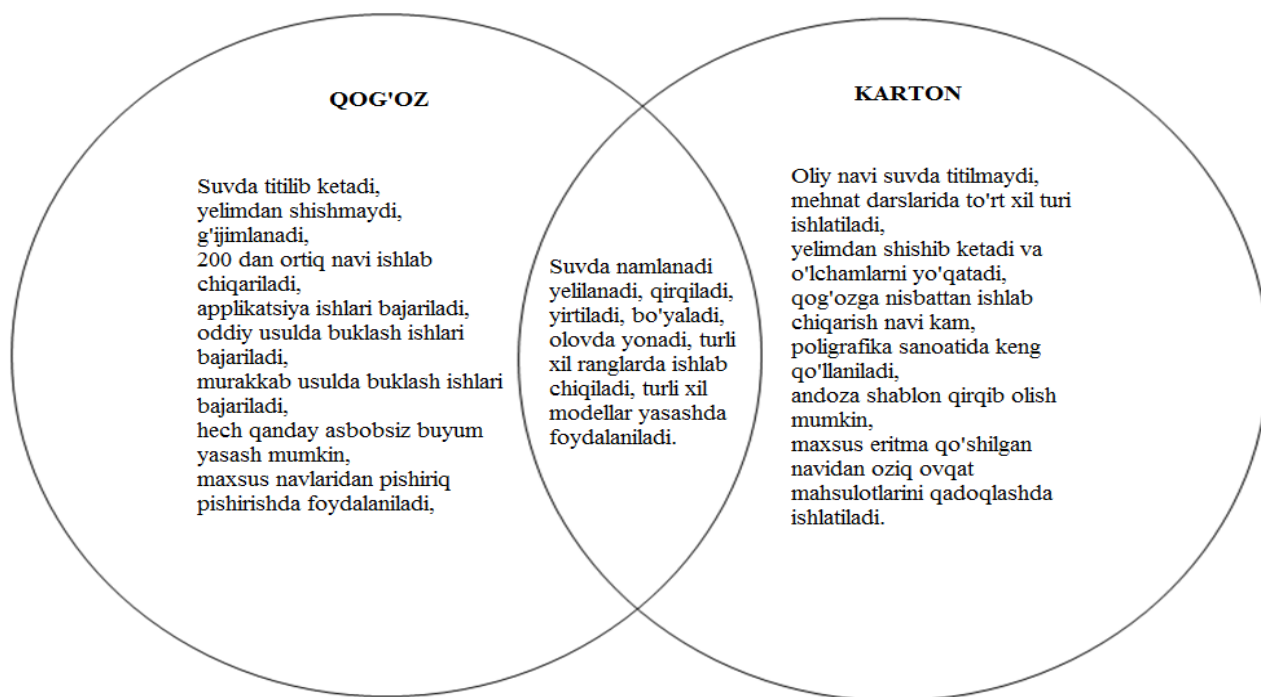 QOG'OZ
Suvda titilib ketadi,
yelimdan shishmaydi,
g'ijimlanadi,
200 dan ortiq navi ishlab
chiqariladi,
applikatsiya ishlari bajariladi,
oddiy usulda buklash ishlari
bajariladi,
murakkab usulda buklash ishlari
bajariladi,
hech qanday asbobsiz buyum
yasash mumkin,
maxsus navlaridan pishiriq
pishirishda foydalaniladi,
Suvda namlanadi
yelilanadi, qirqiladi,
yirtiladi, bo'yaladi,
olovda yonadi, turli
xil ranglarda ishlab
chiqiladi, turli xil
modellar yasashda
foydalaniladi.
KARTON
Oliy navi suvda titilmaydi,
mehnat darslarida to'rt xil turi
ishlatiladi,
yelimdan shishib ketadi va
o'lchamlarni yo'qatadi,
qog'ozga nisbattan ishlab
chiqarish navi kam,
poligrafika sanoatida keng
qo'llaniladi,
andoza shablon qirqib olish
mumkin,
maxsus eritma qo'shilgan
navidan oziq ovqat
mahsulotlarini qadoqlashda
ishlatiladi.